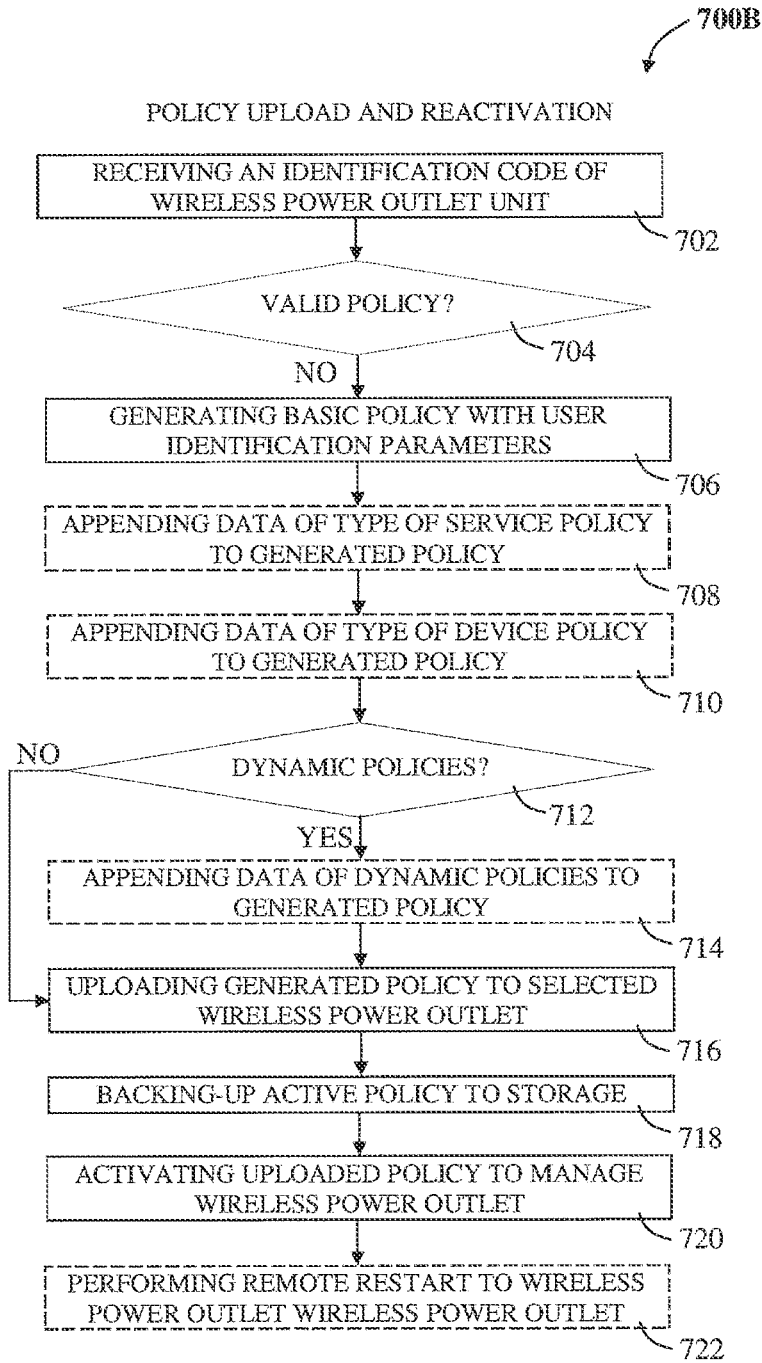 700B
POLICY UPLOAD AND REACTIVATION
RECEIVING AN IDENTIFICATION CODE OF
WIRELESS POWER OUTLET UNIT
702
VALID POLICY?
704
NO
GENERATING BASIC POLICY WITH USER
IDENTIFICATION PARAMETERS
706
APPENDING DATA OF TYPE OF SERVICE POLICY
TO GENERATED POLICY
708
APPENDING DATA OF TYPE OF DEVICE POLICY
TO GENERATED POLICY
710
NO
DYNAMIC POLICIES?
712
YES
APPENDING DATA OF DYNAMIC POLICIES TO
GENERATED POLICY
714
UPLOADING GENERATED POLICY TO SELECTED
WIRELESS POWER OUTLET
716
BACKING-UP ACTIVE POLICY TO STORAGE
718
ACTIVATING UPLOADED POLICY TO MANAGE
WIRELESS POWER OUTLET
720
PERFORMING REMOTE RESTART TO WIRELESS
POWER OUTLET WIRELESS POWER OUTLET
722